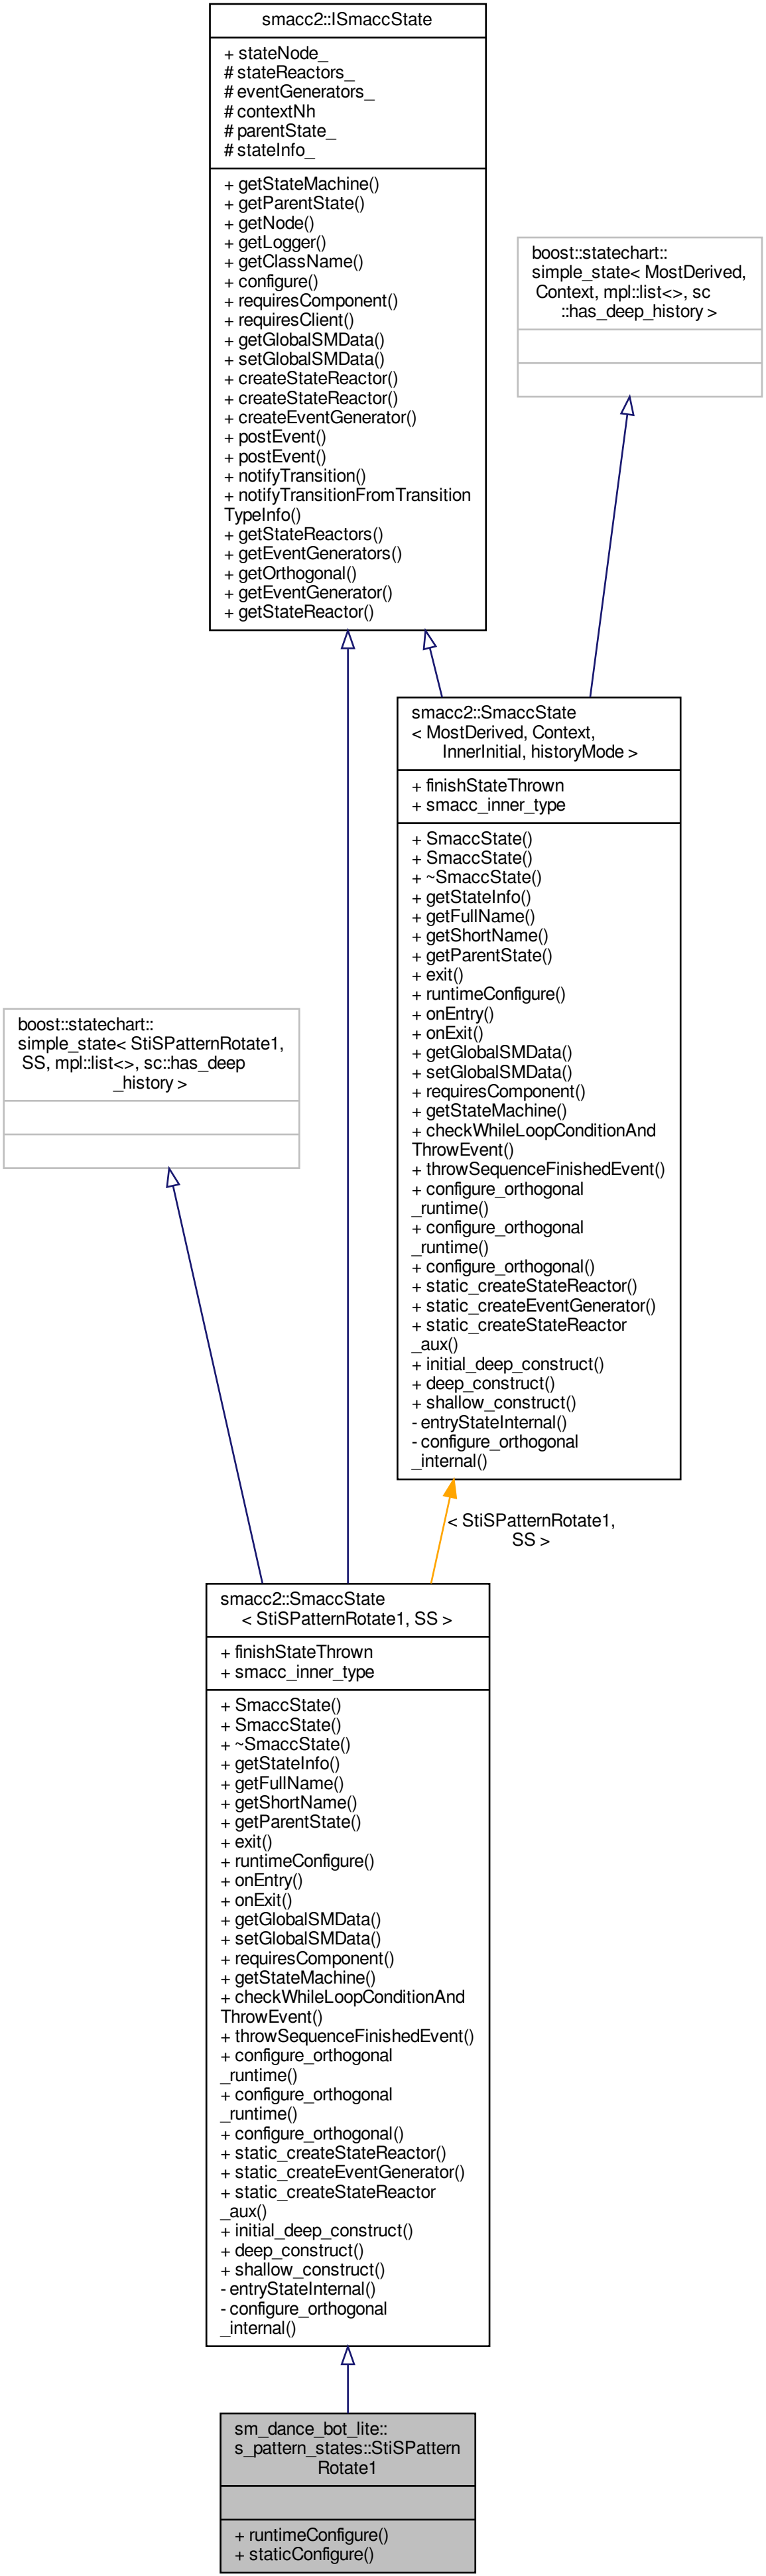 smacc2::ISmaccState
+ stateNode_
# stateReactors_
# eventGenerators_
# contextNh
# parentState_
# stateInfo_
+ getStateMachine()
+ getParentState()
+ getNode()
+ getLogger()
+ getClassName()
+ configure()
+ requiresComponent()
+ requiresClient()
+ getGlobalSMData()
+ setGlobalSMData()
+ createStateReactor()
+ createStateReactor()
+ createEventGenerator()
+ postEvent()
+ postEvent()
+ notifyTransition()
+ notifyTransitionFromTransition
TypeInfo()
+ getStateReactors()
+ getEventGenerators()
+ getOrthogonal()
+ getEventGenerator()
+ getStateReactor()
boost::statechart::
simple_state< MostDerived,
Context, mpl::list<>, sc
::has_deep_history >
smacc2::SmaccState
< MostDerived, Context,
InnerInitial, historyMode >
+ finishStateThrown
+ smacc_inner_type
+ SmaccState()
+ SmaccState()
+ ~SmaccState()
+ getStateInfo()
+ getFullName()
+ getShortName()
+ getParentState()
+ exit()
+ runtimeConfigure()
+ onEntry()
+ onExit()
+ getGlobalSMData()
+ setGlobalSMData()
+ requiresComponent()
+ getStateMachine()
+ checkWhileLoopConditionAnd
ThrowEvent()
+ throwSequenceFinishedEvent()
+ configure_orthogonal
_runtime()
+ configure_orthogonal
_runtime()
+ configure_orthogonal()
+ static_createStateReactor()
+ static_createEventGenerator()
+ static_createStateReactor
_aux()
+ initial_deep_construct()
+ deep_construct()
+ shallow_construct()
- entryStateInternal()
- configure_orthogonal
_internal()
boost::statechart::
simple_state< StiSPatternRotate1,
SS, mpl::list<>, sc::has_deep
_history >
< StiSPatternRotate1,
SS >
smacc2::SmaccState
< StiSPatternRotate1, SS >
+ finishStateThrown
+ smacc_inner_type
+ SmaccState()
+ SmaccState()
+ ~SmaccState()
+ getStateInfo()
+ getFullName()
+ getShortName()
+ getParentState()
+ exit()
+ runtimeConfigure()
+ onEntry()
+ onExit()
+ getGlobalSMData()
+ setGlobalSMData()
+ requiresComponent()
+ getStateMachine()
+ checkWhileLoopConditionAnd
ThrowEvent()
+ throwSequenceFinishedEvent()
+ configure_orthogonal
_runtime()
+ configure_orthogonal
_runtime()
+ configure_orthogonal()
+ static_createStateReactor()
+ static_createEventGenerator()
+ static_createStateReactor
_aux()
+ initial_deep_construct()
+ deep_construct()
+ shallow_construct()
- entryStateInternal()
- configure_orthogonal
_internal()
sm_dance_bot_lite::
s_pattern_states::StiSPattern
Rotate1
+ runtimeConfigure()
+ staticConfigure()